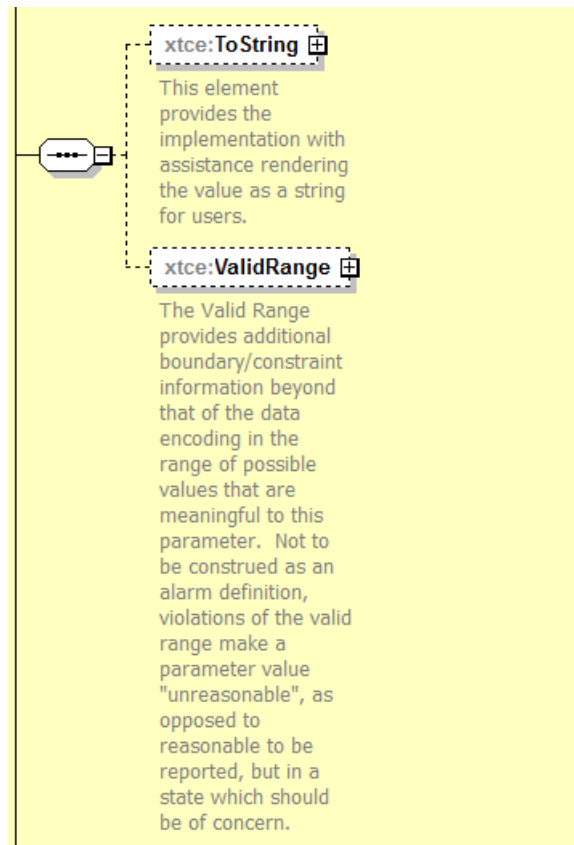 xtce:ToString
This element
provides the
implementation with
assistance rendering
the value as a string
for users.
xtce:ValidRange
The Valid Range
provides additional
boundary/constraint
information beyond
that of the data
encoding in the
range of possible
values that are
meaningful to this
parameter.  Not to
be construed as an
alarm definition,
violations of the valid
range make a
parameter value
"unreasonable", as
opposed to
reasonable to be
reported, but in a
state which should
be of concern.